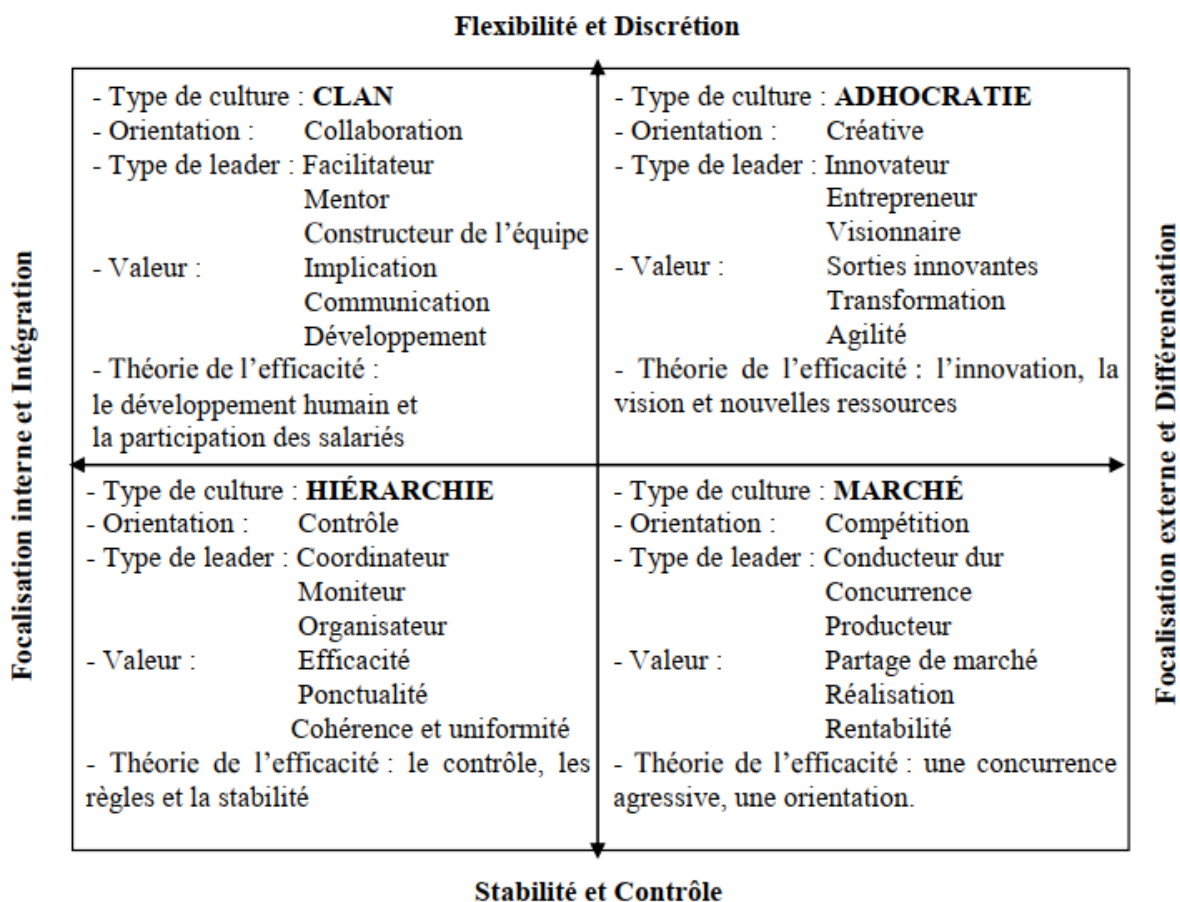 Flexibilité et Discrétion
- Type de culture : CLAN
- Orientation : Collaboration
- Type de leader : Facilitateur
Mentor
Constructeur de l'équipe
- Valeur : Implication
Communication
Développement
- Théorie de l'efficacité :
le développement humain et
la participation des salariés
- Type de culture : ADHOCRATIE
- Orientation : Créative
- Type de leader : Innovateur
Entrepreneur
Visionnaire
- Valeur : Sorties innovantes
Transformation
Agilité
- Théorie de l'efficacité : l'innovation, la
vision et nouvelles ressources
Focalisation interne et Intégration
Focalisation externe et Différenciation
- Type de culture : HIÉRARCHIE
- Orientation : Contrôle
- Type de leader : Coordinateur
Moniteur
Organisateur
- Valeur : Efficacité
Ponctualité
Cohérence et uniformité
- Théorie de l'efficacité : le contrôle, les
règles et la stabilité
- Type de culture : MARCHÉ
- Orientation : Compétition
- Type de leader : Conducteur dur
Concurrence
Producteur
- Valeur : Partage de marché
Réalisation
Rentabilité
- Théorie de l'efficacité : une concurrence
agressive, une orientation.
Stabilité et Contrôle